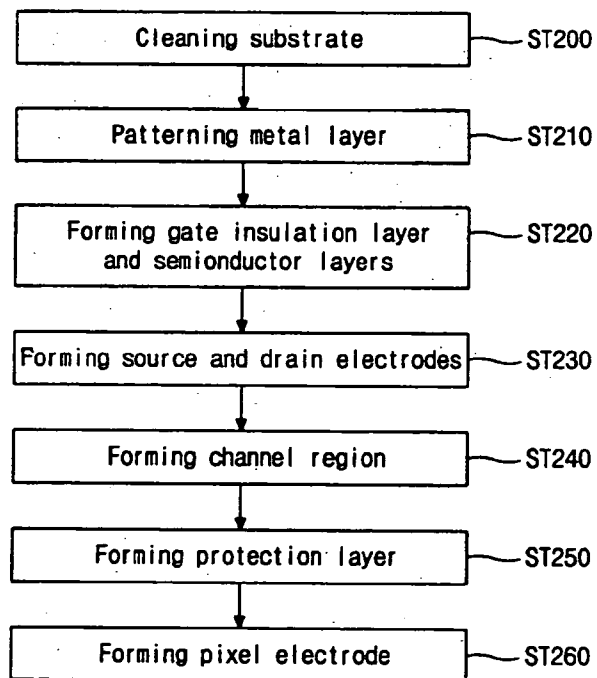 Cleaning substrate
ST200
Patterning metal layer
ST210
Forming gate insulation layer
and semionductor layers
ST220
Forming source and drain electrodes
ST230
Forming channel region
ST240
Forming protection layer
ST250
Forming pixel electrode
ST260